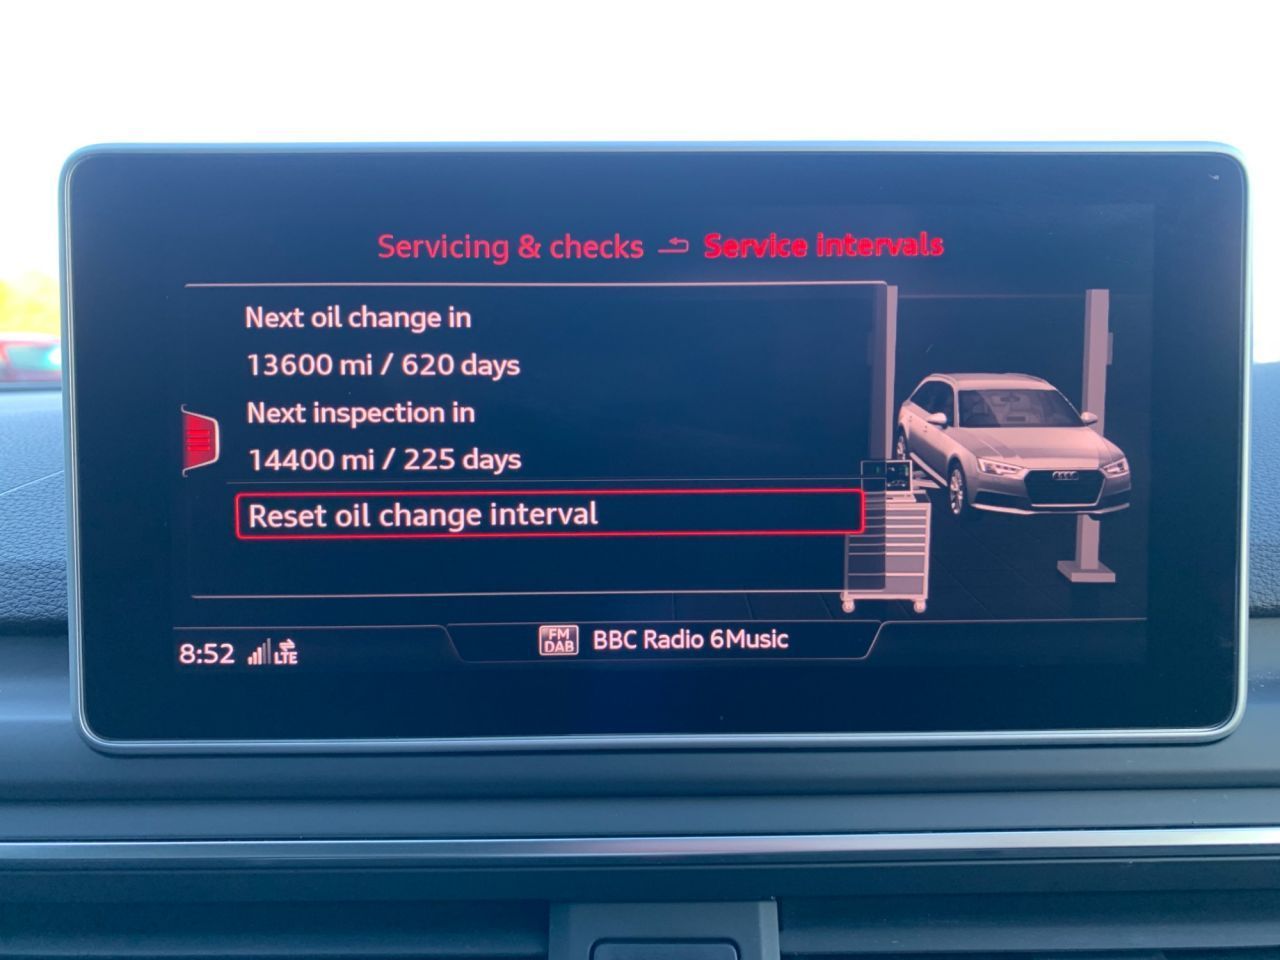 Servicing & checks Service intervals
Next oil change in
13600 mi / 620 days
Next inspection in
14400 mi / 225 days
Reset oil change interval
8:52 LTE
FM
DAB
BBC Radio 6Music